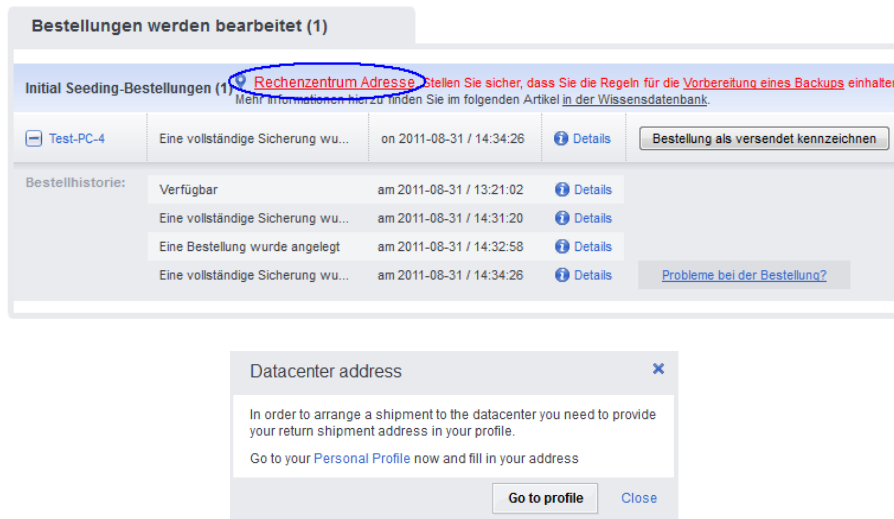 Bestellungen werden bearbeitet (1)
Initial Seeding-Bestellungen (1) Rechenzentrum Adresse. Stellen Sie sicher, dass Sie die Regeln für die Vorbereitung eines Backups einhalten
Mehr Informationen hierzu finden Sie im folgenden Artikel in der Wissensdatenbank.
Test-PC-4 Eine vollständige Sicherung wu... on 2011-08-31 / 14:34:26 Details Bestellung als versendet kennzeichnen
Bestellhistorie:
Verfügbar am 2011-08-31 / 13:21:02 Details
Eine vollständige Sicherung wu... am 2011-08-31 / 14:31:20 Details
Eine Bestellung wurde angelegt am 2011-08-31 / 14:32:58 Details
Eine vollständige Sicherung wu... am 2011-08-31 / 14:34:26 Details Probleme bei der Bestellung?
Datacenter address
In order to arrange a shipment to the datacenter you need to provide
your return shipment address in your profile.
Go to your Personal Profile now and fill in your address
Go to profile Close